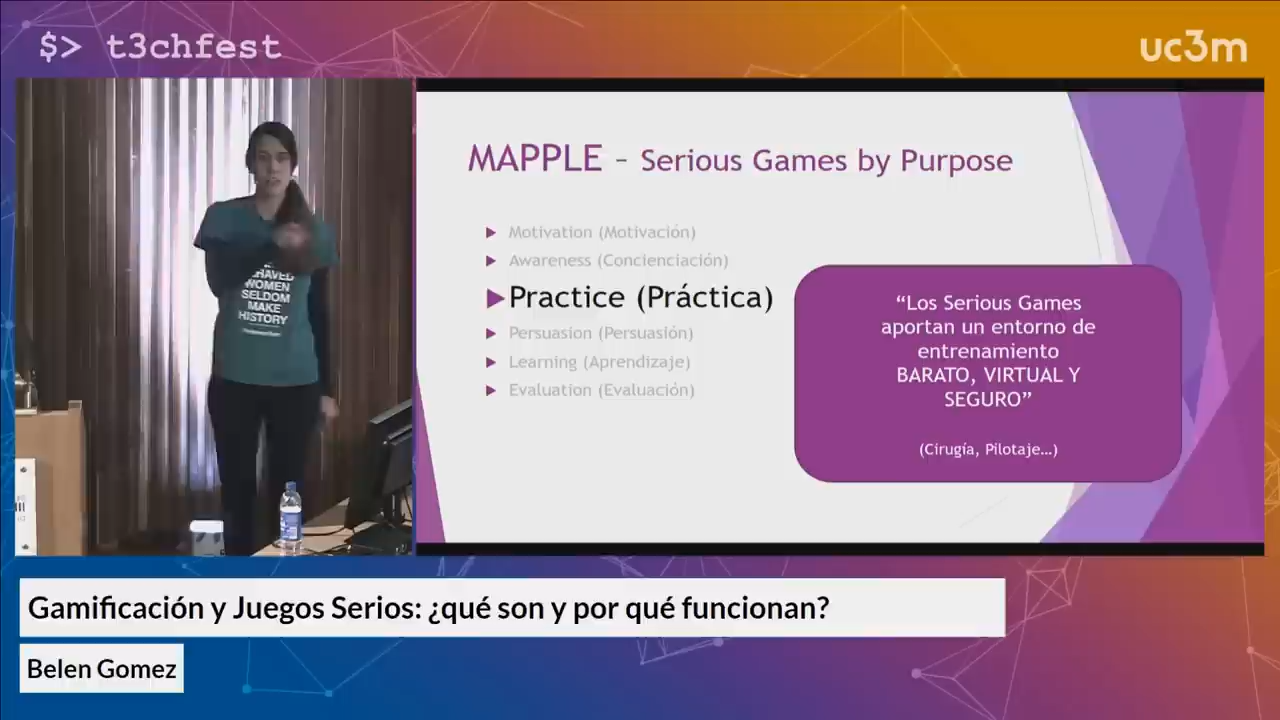 $> t3chfest
uc3m
MAPPLE – Serious Games by Purpose
Motivation (Motivación)
Awareness (Concienciación)
Practice (Práctica)
Persuasion (Persuasión)
Learning (Aprendizaje)
Evaluation (Evaluación)
“Los Serious Games
aportan un entorno de
entrenamiento
BARATO, VIRTUAL Y
SEGURO”
(Cirugía, Pilotaje…)
WOMEN
SELDOM
MAKE
HISTORY
Gamificación y Juegos Serios: ¿qué son y por qué funcionan?
Belen Gomez